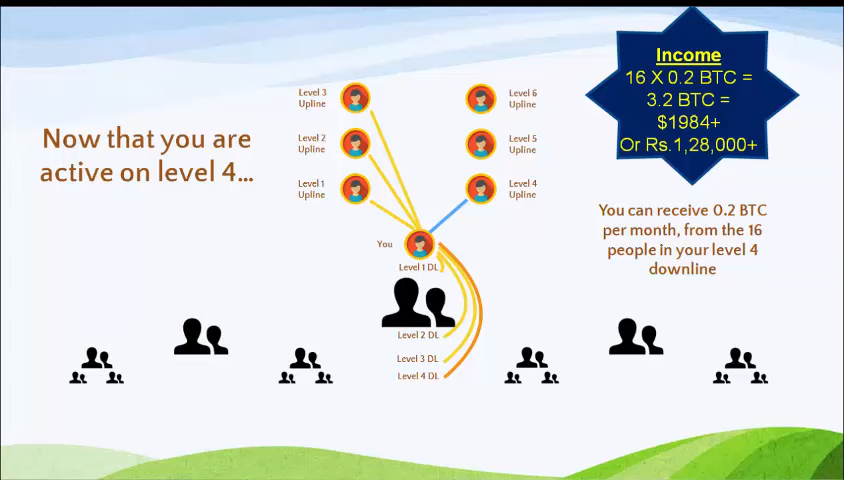 Now that you are
active on level 4...
Level 3
Upline
Level 2
Upline
Level 1
Upline
Level 6
Upline
Level 5
Upline
Level 4
Upline
You
Level 1 DL
Level 2 DL
Level 3 DL
Level 4 DL
Income
16 X 0.2 BTC =
3.2 BTC =
$1984+
Or Rs.1,28,000+
You can receive 0.2 BTC
per month, from the 16
people in your level 4
downline